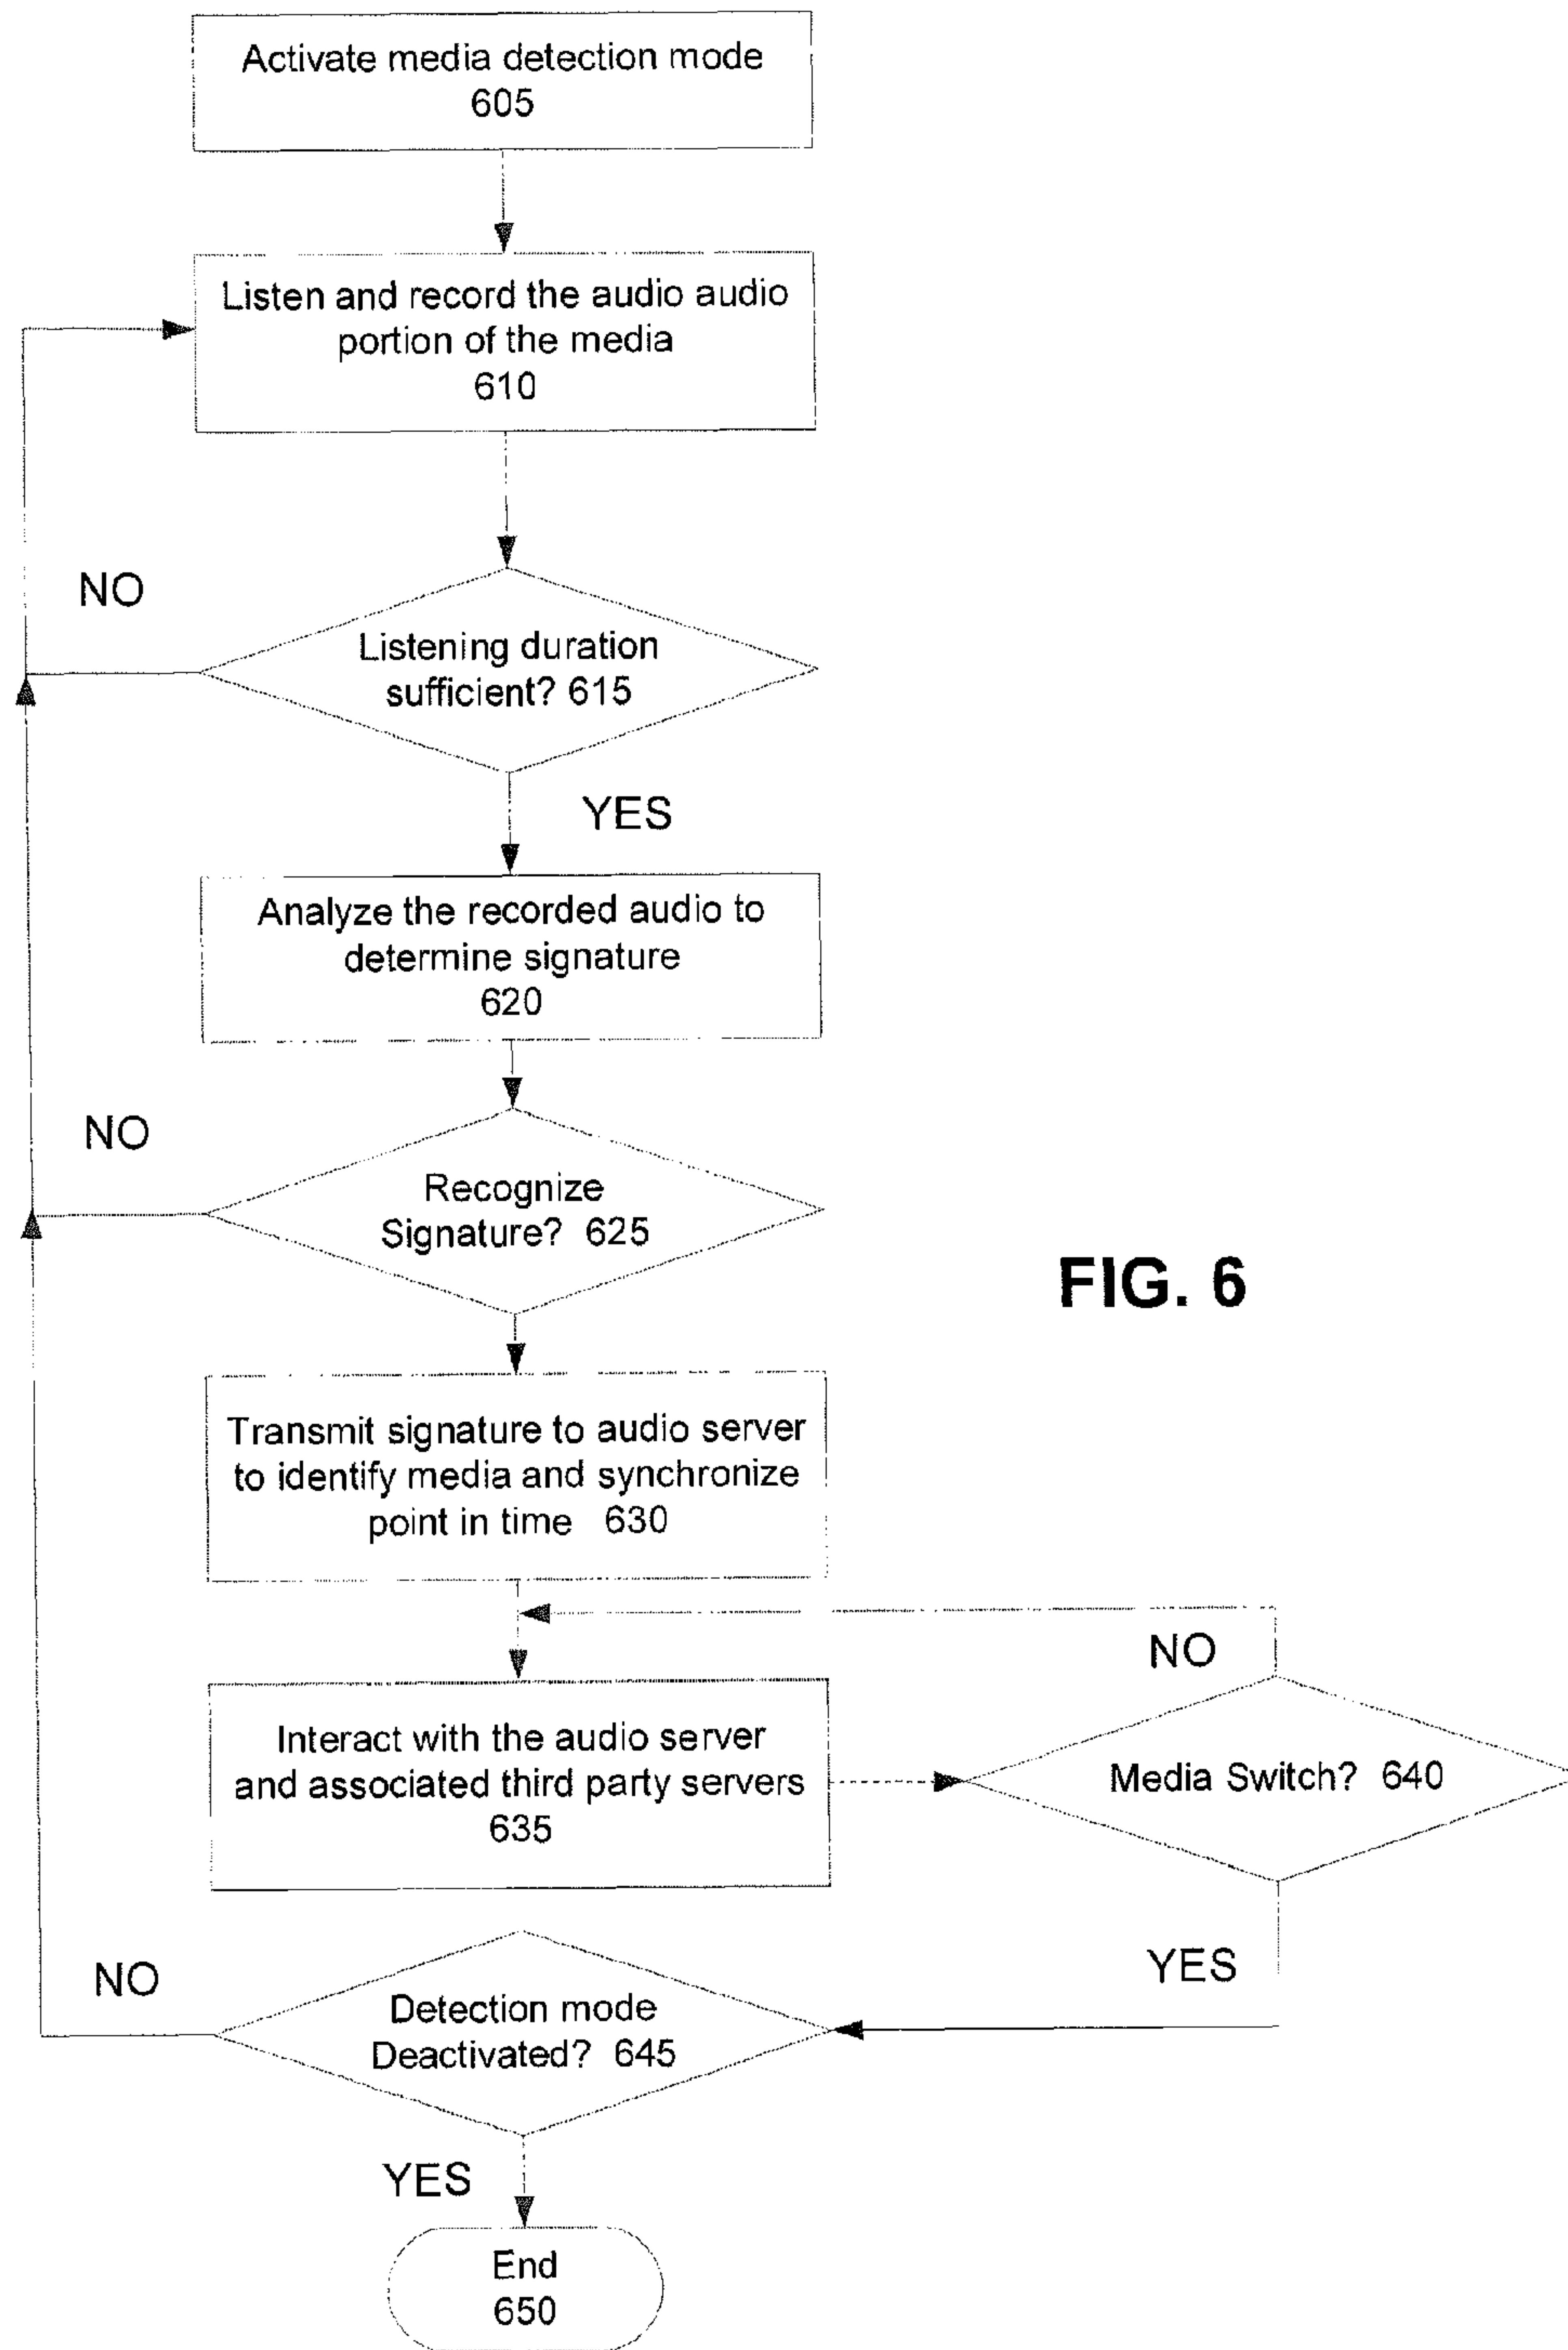 Activate media detection mode
605
Listen and record the audio audio
portion of the media
610
NO
Listening duration
sufficient? 615
YES
Analyze the recorded audio to
determine signature
620
NO
Recognize
Signature?  625
FIG. 6
Transmit signature to audio server
to identify media and synchronize
point in time   630
NO
Interact with the audio server
and associated third party servers
635
Media Switch?  640
YES
NO
Detection mode
Deactivated?  645
YES
End
650